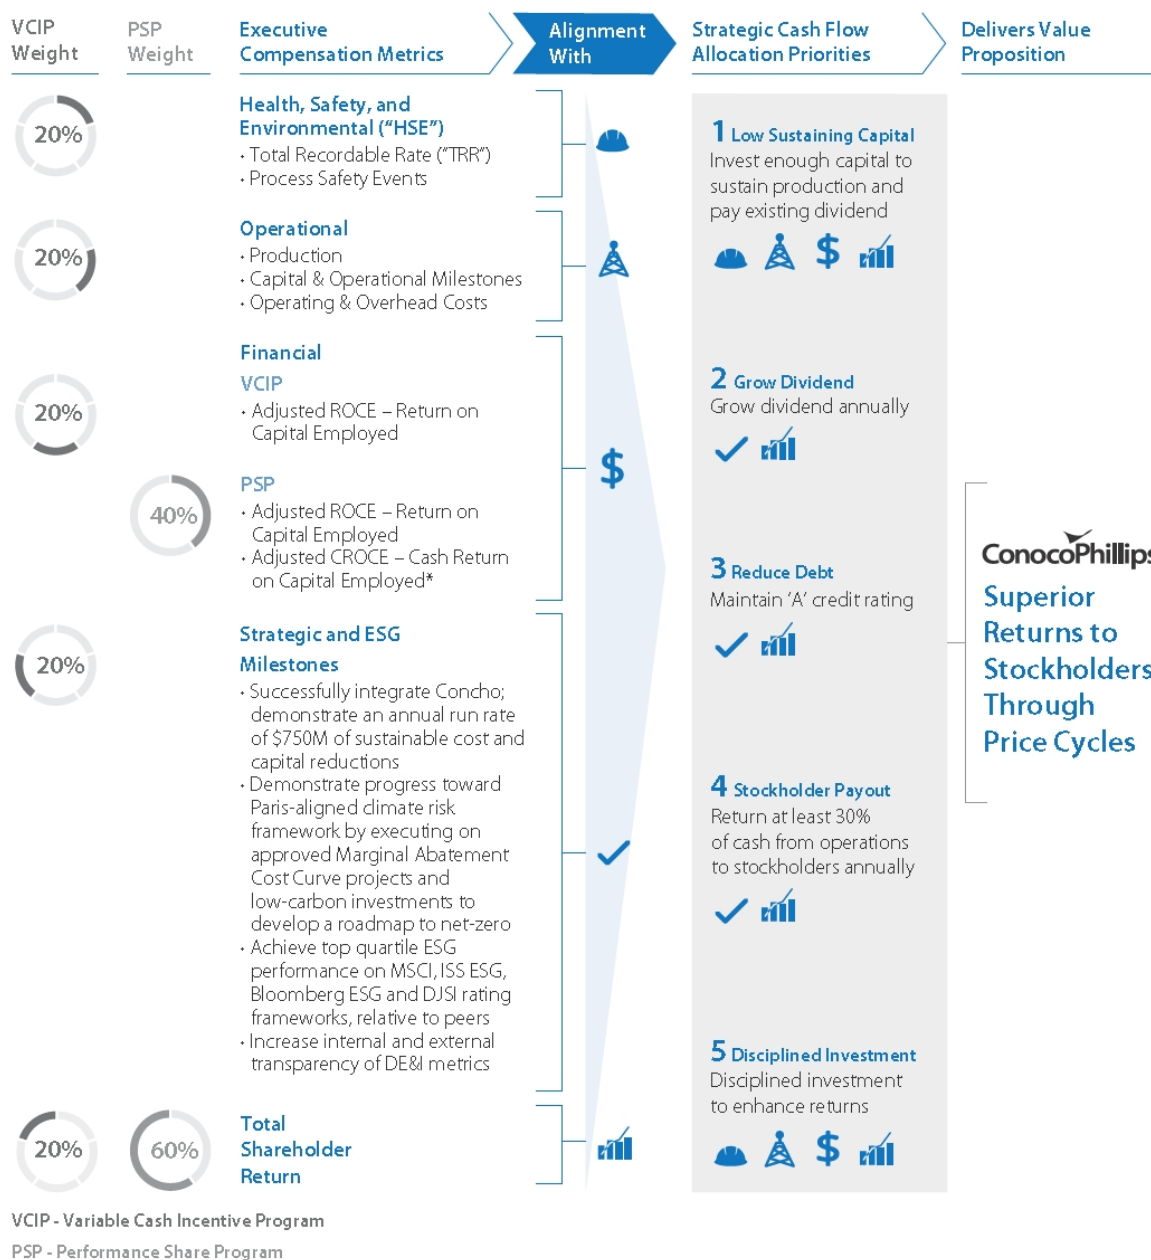 VCIP
Weight
PSP
Weight
Executive
Compensation Metrics
Alignment
With
Strategic Cash Flow
Allocation Priorities
Delivers Value
Proposition
20%
Health, Safety, and
Environmental ("HSE")
• Total Recordable Rate ("TRR")
• Process Safety Events
20%
Operational
• Production
• Capital & Operational Milestones
• Operating & Overhead Costs
20%
Financial
VCIP
• Adjusted ROCE – Return on
Capital Employed
40%
PSP
• Adjusted ROCE – Return on
Capital Employed
• Adjusted CROCE – Cash Return
on Capital Employed*
$
20%
Strategic and ESG
Milestones
• Successfully integrate Concho;
demonstrate an annual run rate
of $750M of sustainable cost and
capital reductions
• Demonstrate progress toward
Paris-aligned climate risk
framework by executing on
approved Marginal Abatement
Cost Curve projects and
low-carbon investments to
develop a roadmap to net-zero
• Achieve top quartile ESG
performance on MSCI, ISS ESG,
Bloomberg ESG and DJSI rating
frameworks, relative to peers
• Increase internal and external
transparency of DE&I metrics
20%
60%
Total
Shareholder
Return
1 Low Sustaining Capital
Invest enough capital to
sustain production and
pay existing dividend
$
2 Grow Dividend
Grow dividend annually
3 Reduce Debt
Maintain 'A' credit rating
4 Stockholder Payout
Return at least 30%
of cash from operations
to stockholders annually
5 Disciplined Investment
Disciplined investment
to enhance returns
$
ConocoPhillips
Superior
Returns to
Stockholders
Through
Price Cycles
VCIP - Variable Cash Incentive Program
PSP - Performance Share Program